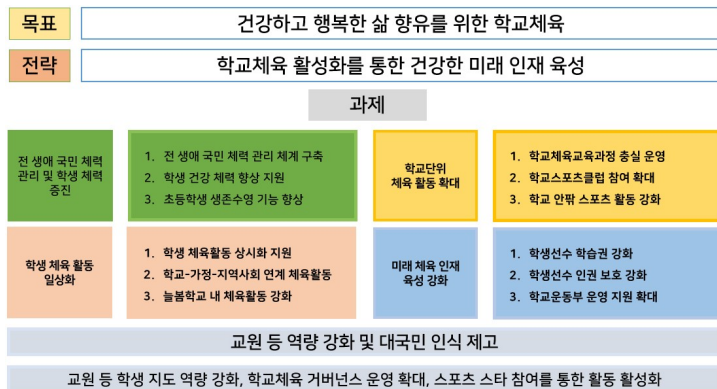 목표
건강하고 행복한 삶 향유를 위한 학교체육
전략
학교체육 활성화를 통한 건강한 미래 인재 육성
과제
전 생애 국민 체력
관리 및 학생 체력
증진
1. 전 생애 국민 체력 관리 체계 구축
2. 학생 건강 체력 향상 지원
3. 초등학생 생존수영 기능 향상
학교단위
체육 활동 확대
1. 학교체육교육과정 충실 운영
2. 학교스포츠클럽 참여 확대
3. 학교 안팎 스포츠 활동 강화
학생 체육 활동
일상화
1. 학생 체육활동 상시화 지원
2. 학교-가정-지역사회 연계 체육활동
3. 늘봄학교 내 체육활동 강화
미래 체육 인재
육성 강화
1. 학생선수 학습권 강화
2. 학생선수 인권 보호 강화
3. 학교운동부 운영 지원 확대
교원 등 역량 강화 및 대국민 인식 제고
교원 등 학생 지도 역량 강화, 학교체육 거버넌스 운영 확대, 스포츠 스타 참여를 통한 활동 활성화